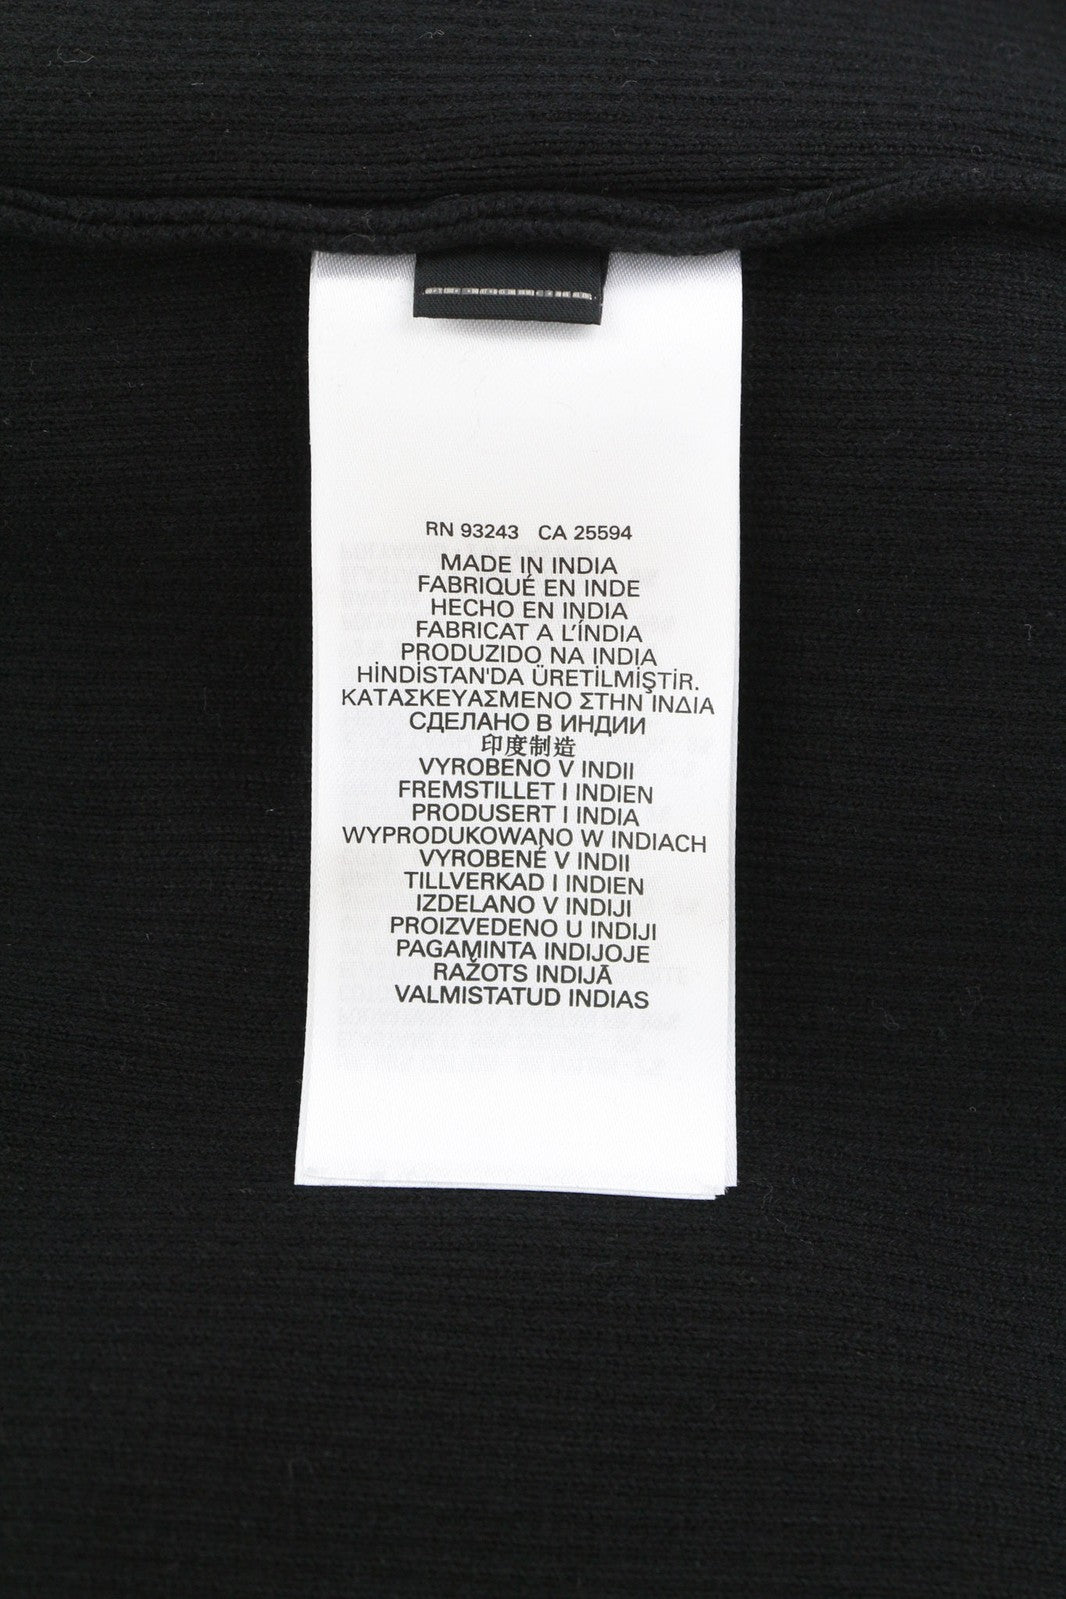 RN 93243 CA 25594
MADE IN INDIA
FABRIQUÉ EN INDE
HECHO EN INDIA
FABRICAT A L'ÍNDIA
PRODUZIDO NA INDIA
HİNDİSTAN'DA ÜRETİLMİŞTİR.
ΚΑΤΑΣΚΕΥΑΣΜΕΝΟ ΣΤΗΝ ΙΝΔΙΑ
СДЕЛАНО В ИНДИИ
印度制造
VYROBENO V INDII
FREMSTILLET I INDIEN
PRODUSERT I INDIA
WYPRODUKOWANO W INDIACH
VYROBENÉ V INDII
TILLVERKAD I INDIEN
IZDELANO V INDIJI
PROIZVEDENO U INDIJI
PAGAMINTA INDIJOJE
RAŽOTS INDIJĀ
VALMISTATUD INDIAS